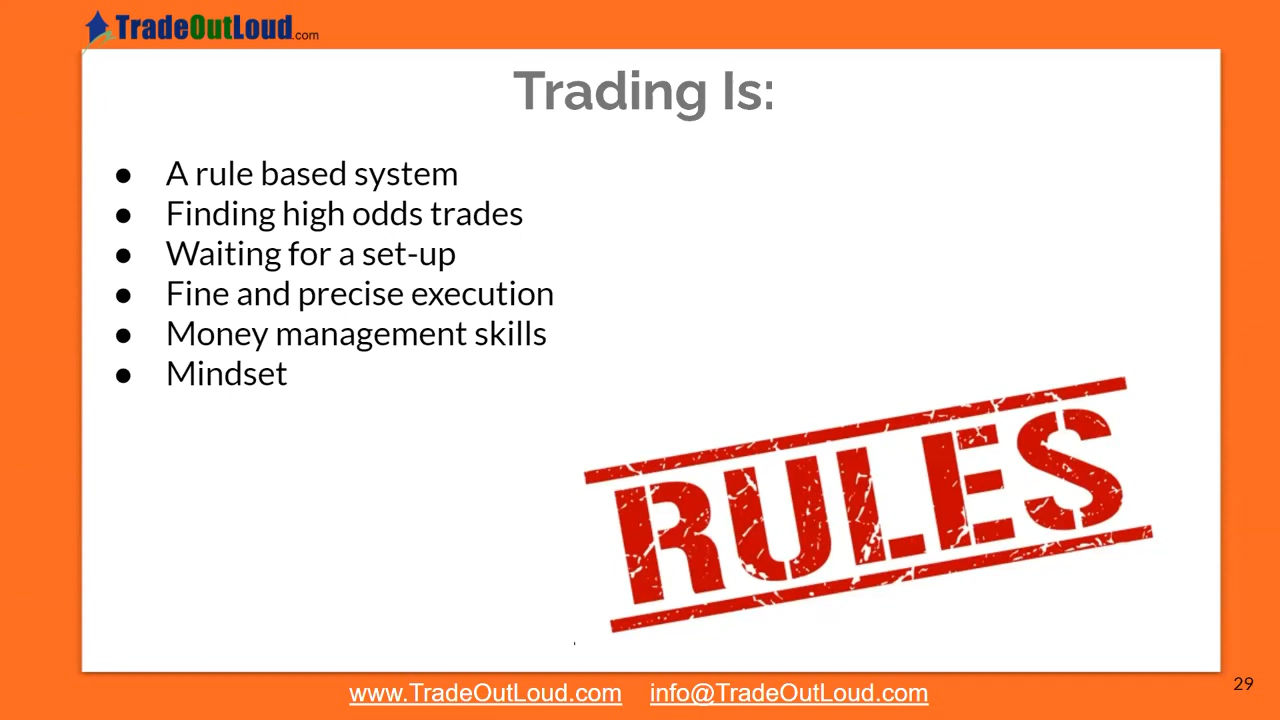 TradeOutLoud.com
Trading Is:
● A rule based system
● Finding high odds trades
● Waiting for a set-up
● Fine and precise execution
● Money management skills
● Mindset
RULES
www.TradeOutLoud.com info@TradeOutLoud.com
29